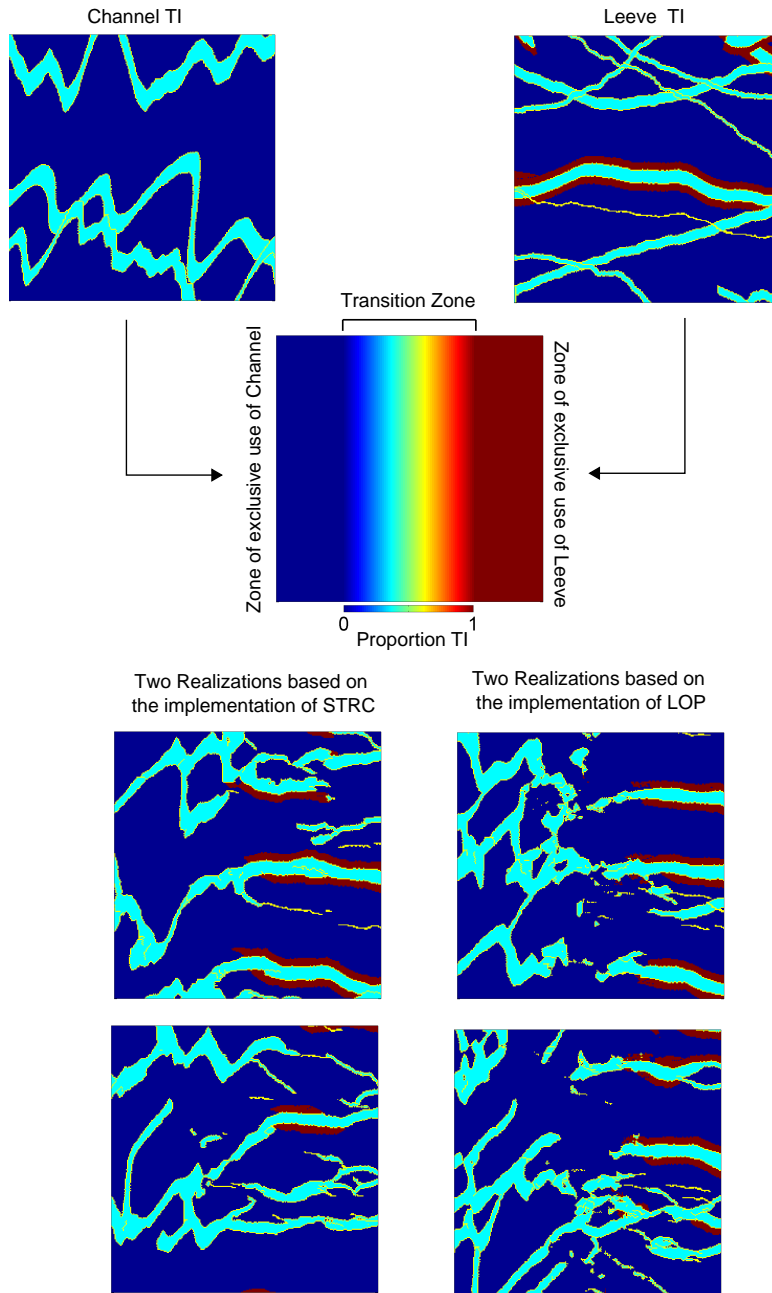 Channel TI
Leeve TI
Transition Zone
Zone of exclusive use of Channel
Zone of exclusive use of Leeve
0
1
Proportion TI
Two Realizations based on
the implementation of STRC
Two Realizations based on
the implementation of LOP